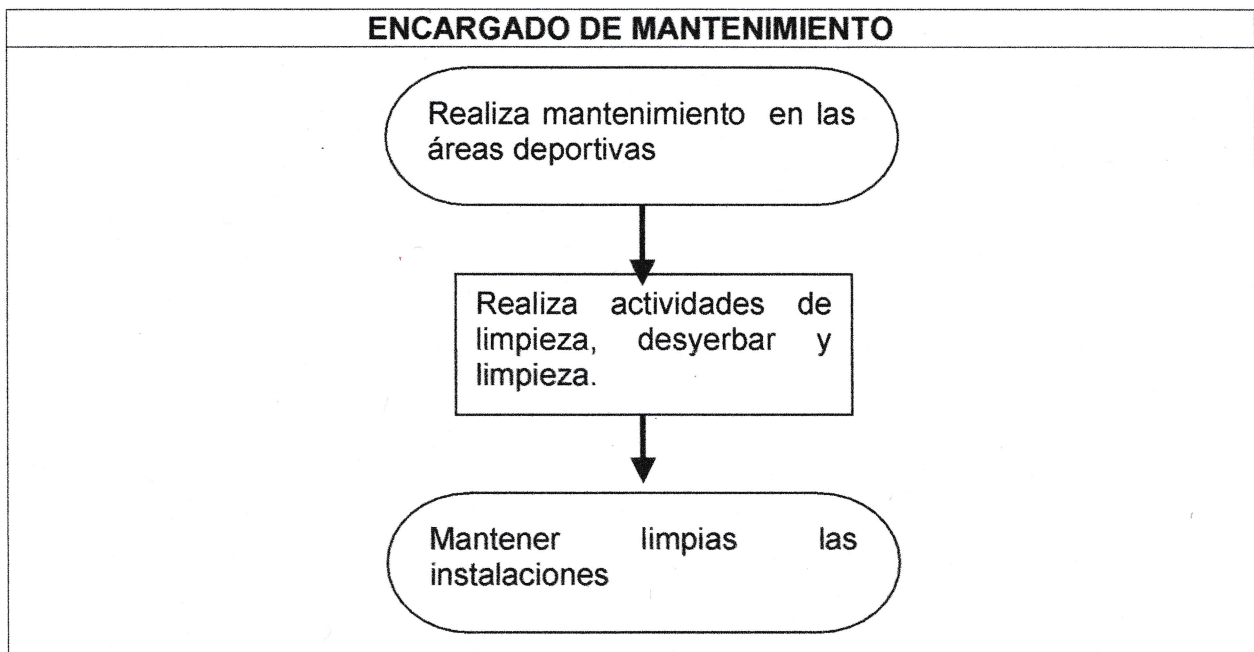 ENCARGADO DE MANTENIMIENTO
Realiza mantenimiento en las
áreas deportivas
Realiza actividades de
limpieza, desyerbar y
limpieza.
Mantener limpias las
instalaciones